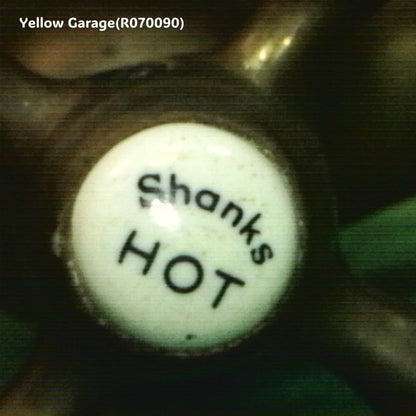 Yellow Garage(R070090)
Shanks
HOT